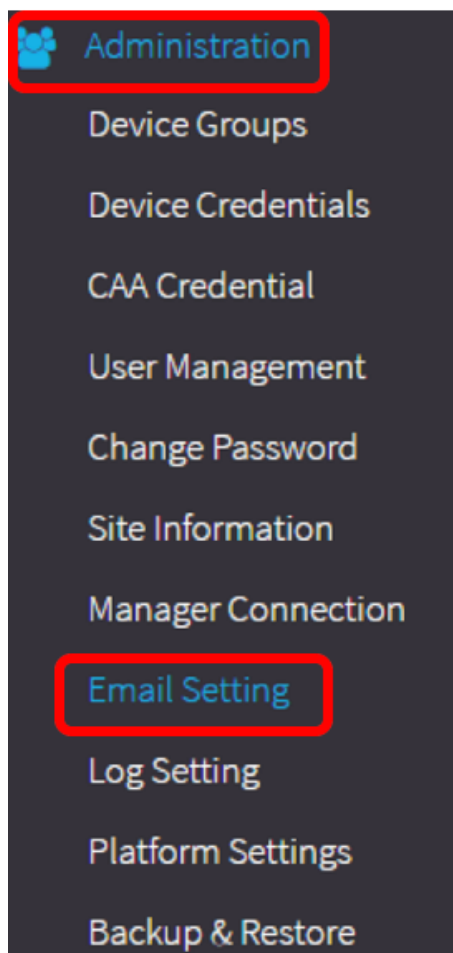 Administration
Device Groups
Device Credentials
CAA Credential
User Management
Change Password
Site Information
Manager Connection
Email Setting
Log Setting
Platform Settings
Backup & Restore